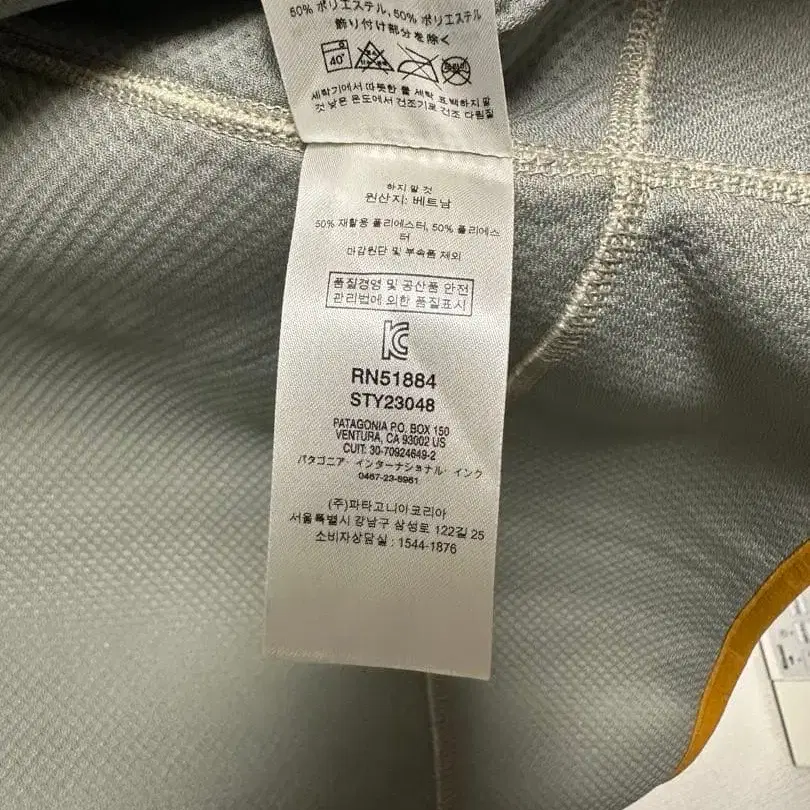 50% ポリエステル, 50% ポリエステル
飾り付け部分を除く
40°
세탁기에서 따뜻한 물 세탁 표백하지 말
것 낮은 온도에서 건조기로 건조 다림질
하지 말 것
원산지: 베트남
50% 재활용 폴리에스터, 50% 폴리에스
터
마감원단 및 부속품 제외
품질경영 및 공산품 안전
관리법에 의한 품질표시
RN51884
STY23048
PATAGONIA P.O. BOX 150
VENTURA, CA 93002 US
CUIT: 30-70924649-2
パタゴニア・インターナショナル・インク
0467-23-8961
(주)파타고니아코리아
서울특별시 강남구 삼성로 122길 25
소비자상담실 : 1544-1876